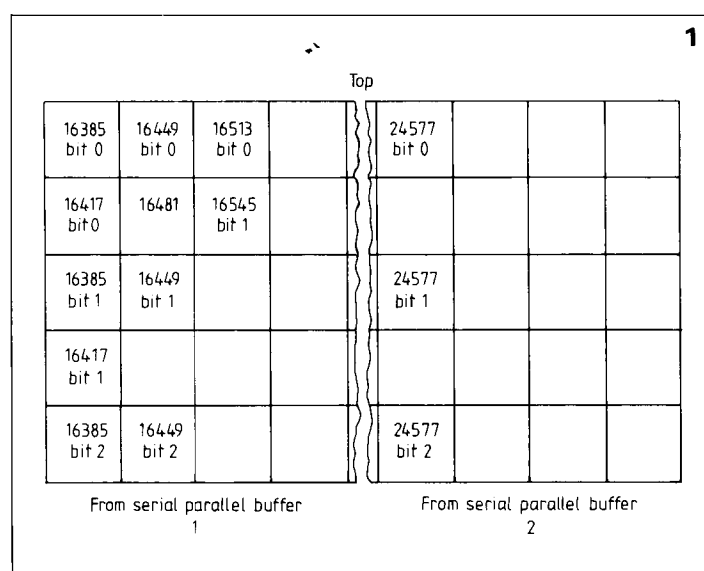 1
Top
16385 16449 16513 24577
bit 0 bit 0 bit 0 bit 0
16417 16481 16545
bit 0 bit 1
16385 16449 24577
bit 1 bit 1 bit 1
16417
bit 1
16385 16449 24577
bit 2 bit 2 bit 2
From serial parallel buffer From serial parallel buffer
1 2